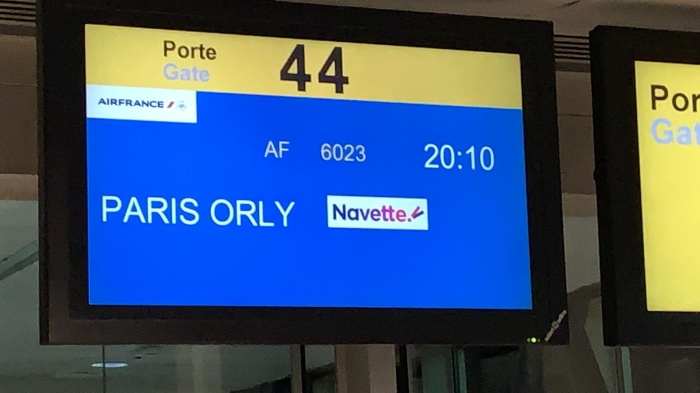 Porte 44
Gate
AIRFRANCE
AF 6023 20:10
PARIS ORLY Navette
Por
Gat